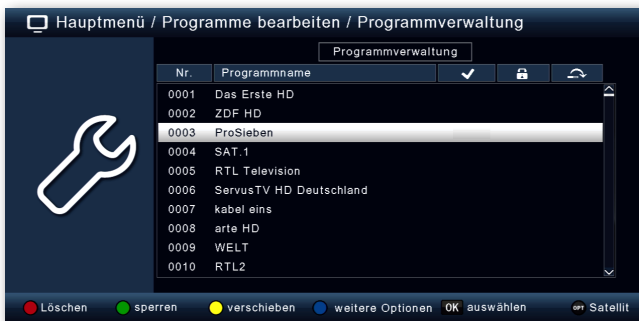 Hauptmenü / Programme bearbeiten / Programmverwaltung
Programmverwaltung
Nr. Programmname
0001 Das Erste HD
0002 ZDF HD
0003 ProSieben
0004 SAT.1
0005 RTL Television
0006 ServusTV HD Deutschland
0007 kabel eins
0008 arte HD
0009 WELT
0010 RTL2
Löschen sperren verschieben weitere Optionen OK auswählen OPT Satellit